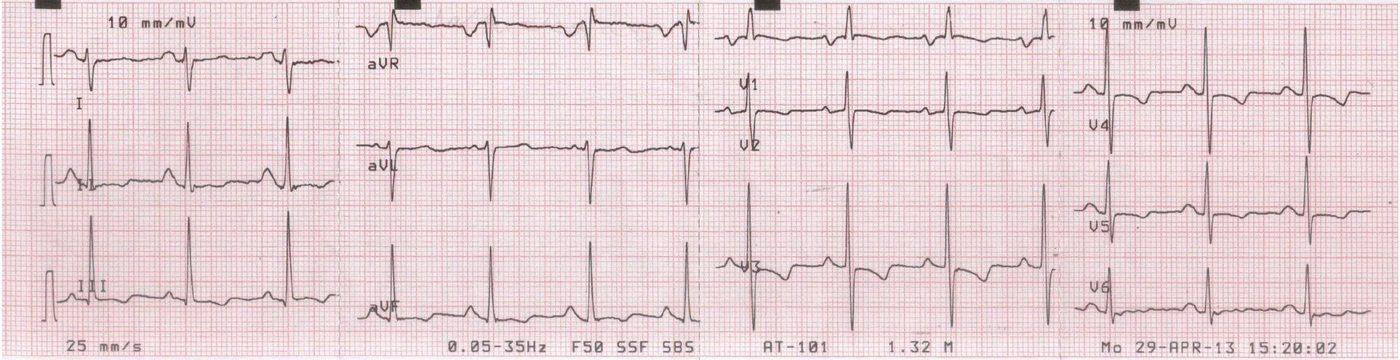 10 mm/mV
I
II
III
aVR
aVL
aVF
V1
V2
V3
10 mm/mV
V4
V5
V6
25 mm/s
0.05-35Hz F50 SSF SBS
AT-101
1.32 M
Mo 29-APR-13 15:20:02